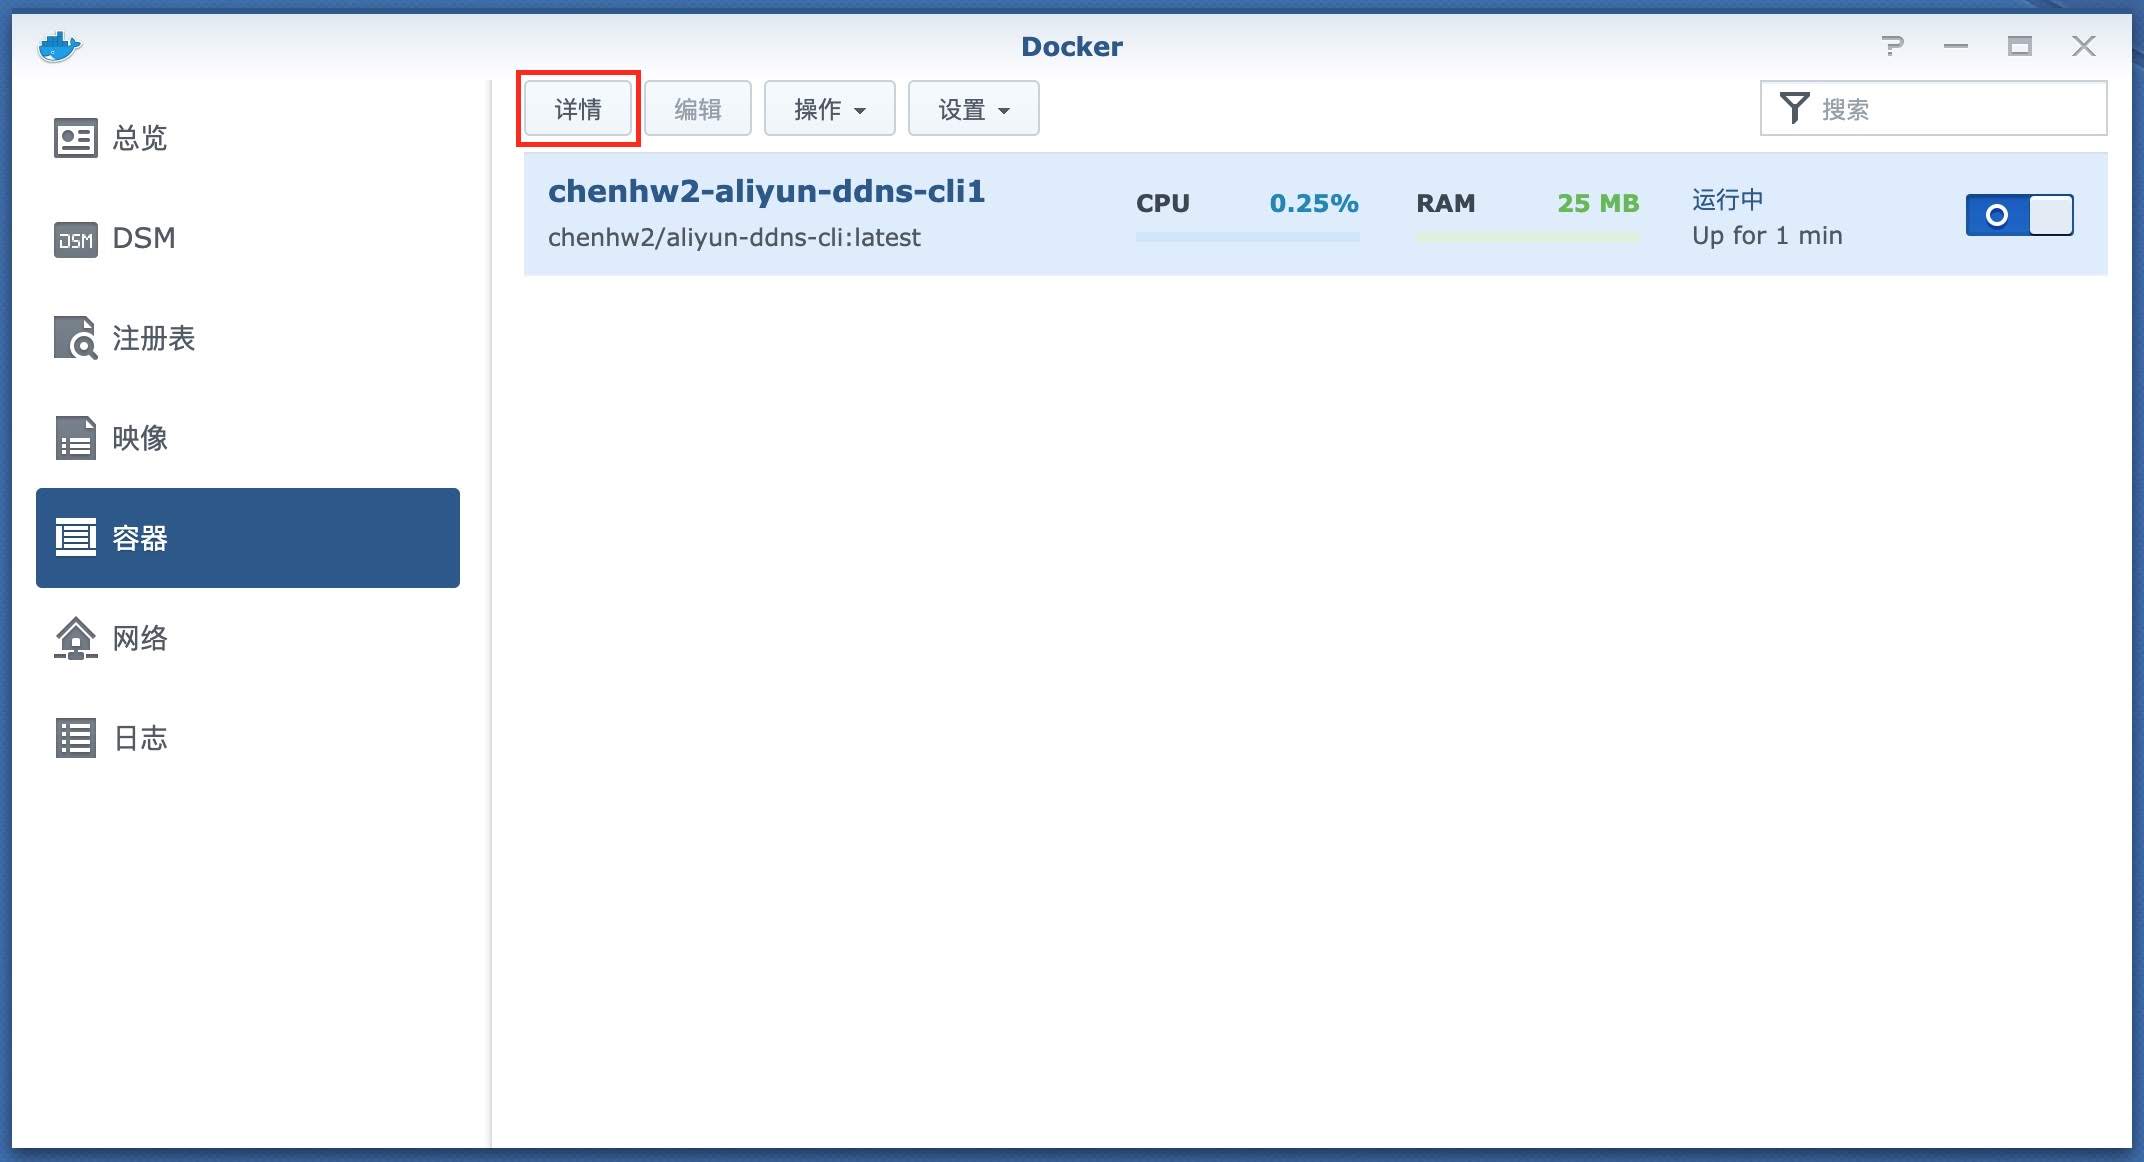 Docker
总览
DSM
DSM
注册表
映像
容器
网络
日志
详情
编辑
操作
设置
搜索
chenhw2-aliyun-ddns-cli1
chenhw2/aliyun-ddns-cli:latest
CPU 0.25%
RAM 25 MB
运行中
Up for 1 min